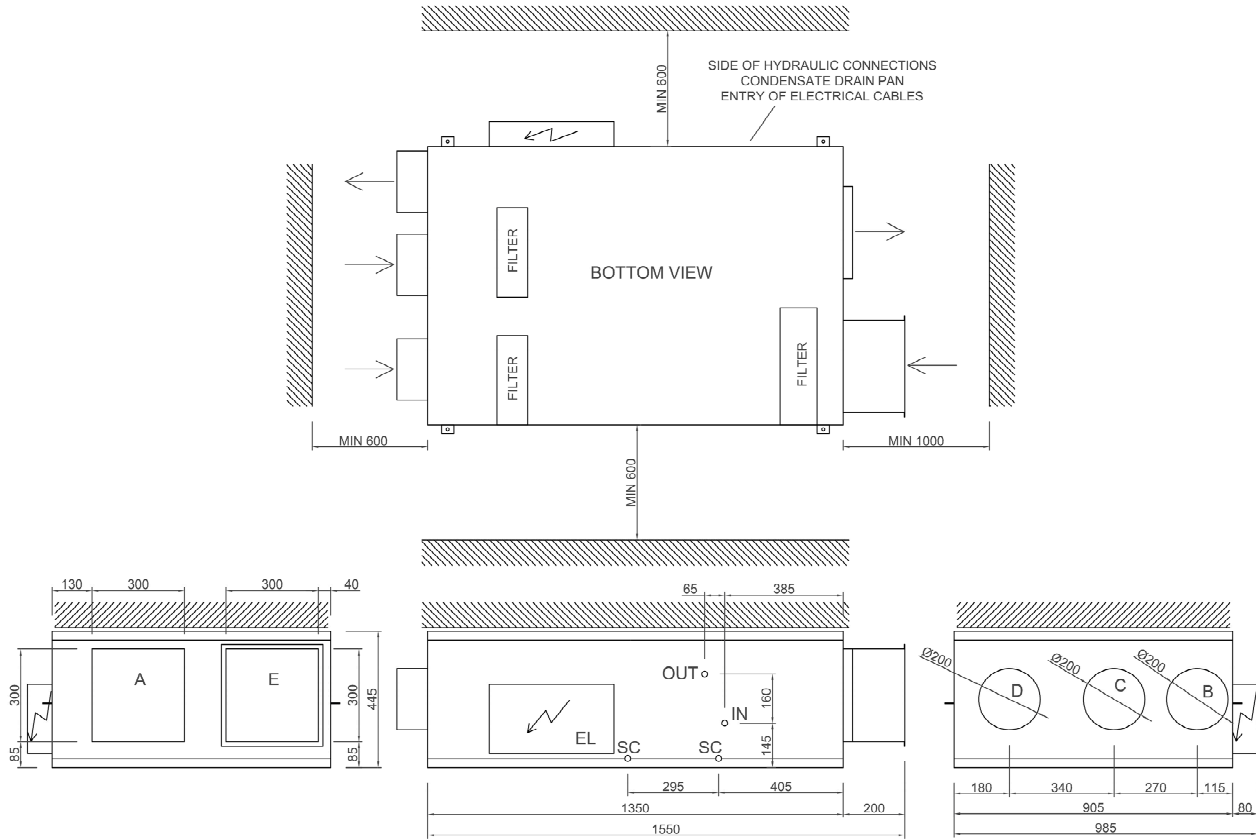 MIN 600
SIDE OF HYDRAULIC CONNECTIONS
CONDENSATE DRAIN PAN
ENTRY OF ELECTRICAL CABLES
FILTER
BOTTOM VIEW
FILTER
FILTER
MIN 600
MIN 1000
MIN 600
130
300
300
40
A
E
300
85
300
85
445
65
385
OUT
160
IN
145
EL
SC
SC
295
405
1350
200
1550
Ø200
Ø200
Ø200
D
C
B
180
340
270
115
905
80
985